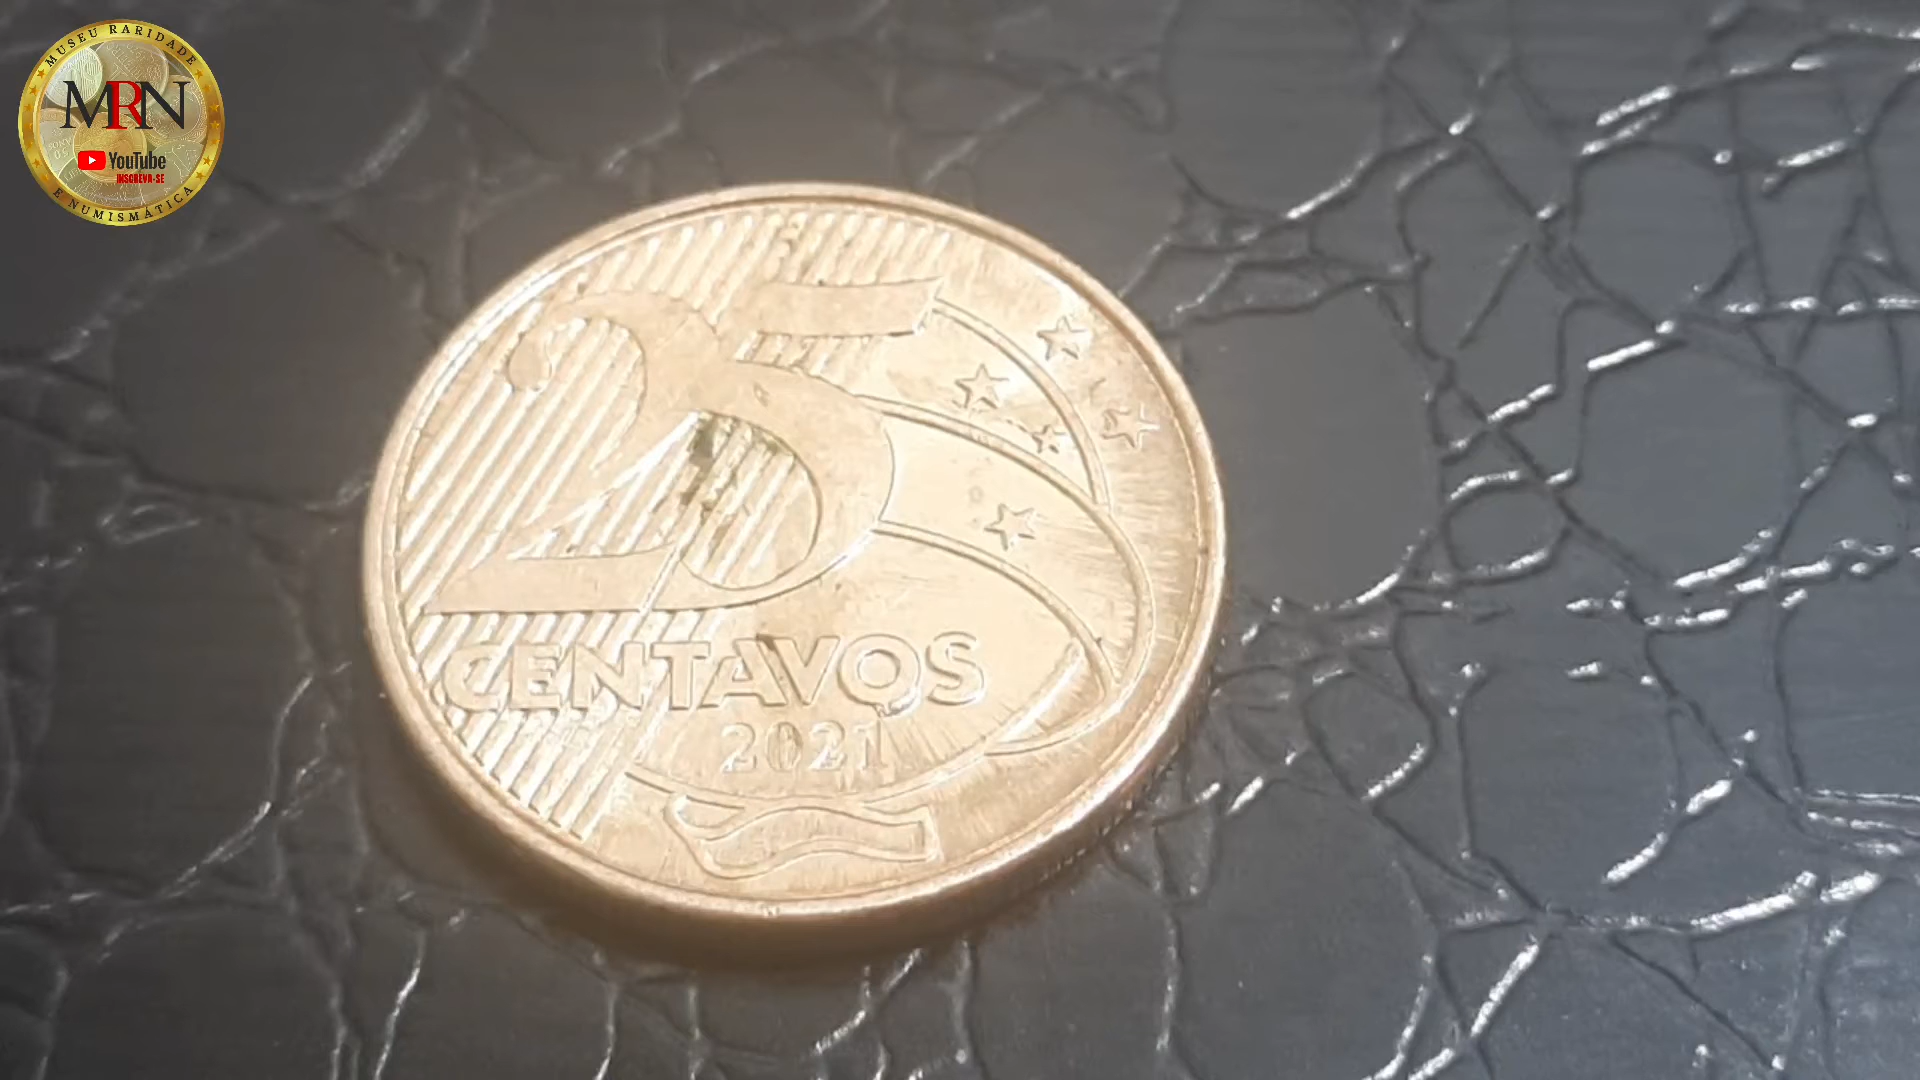 MUSEU RARIDADE
MRN
YouTube
INSCREVA-SE
E NUMISMÁTICA
25
CENTAVOS
2021